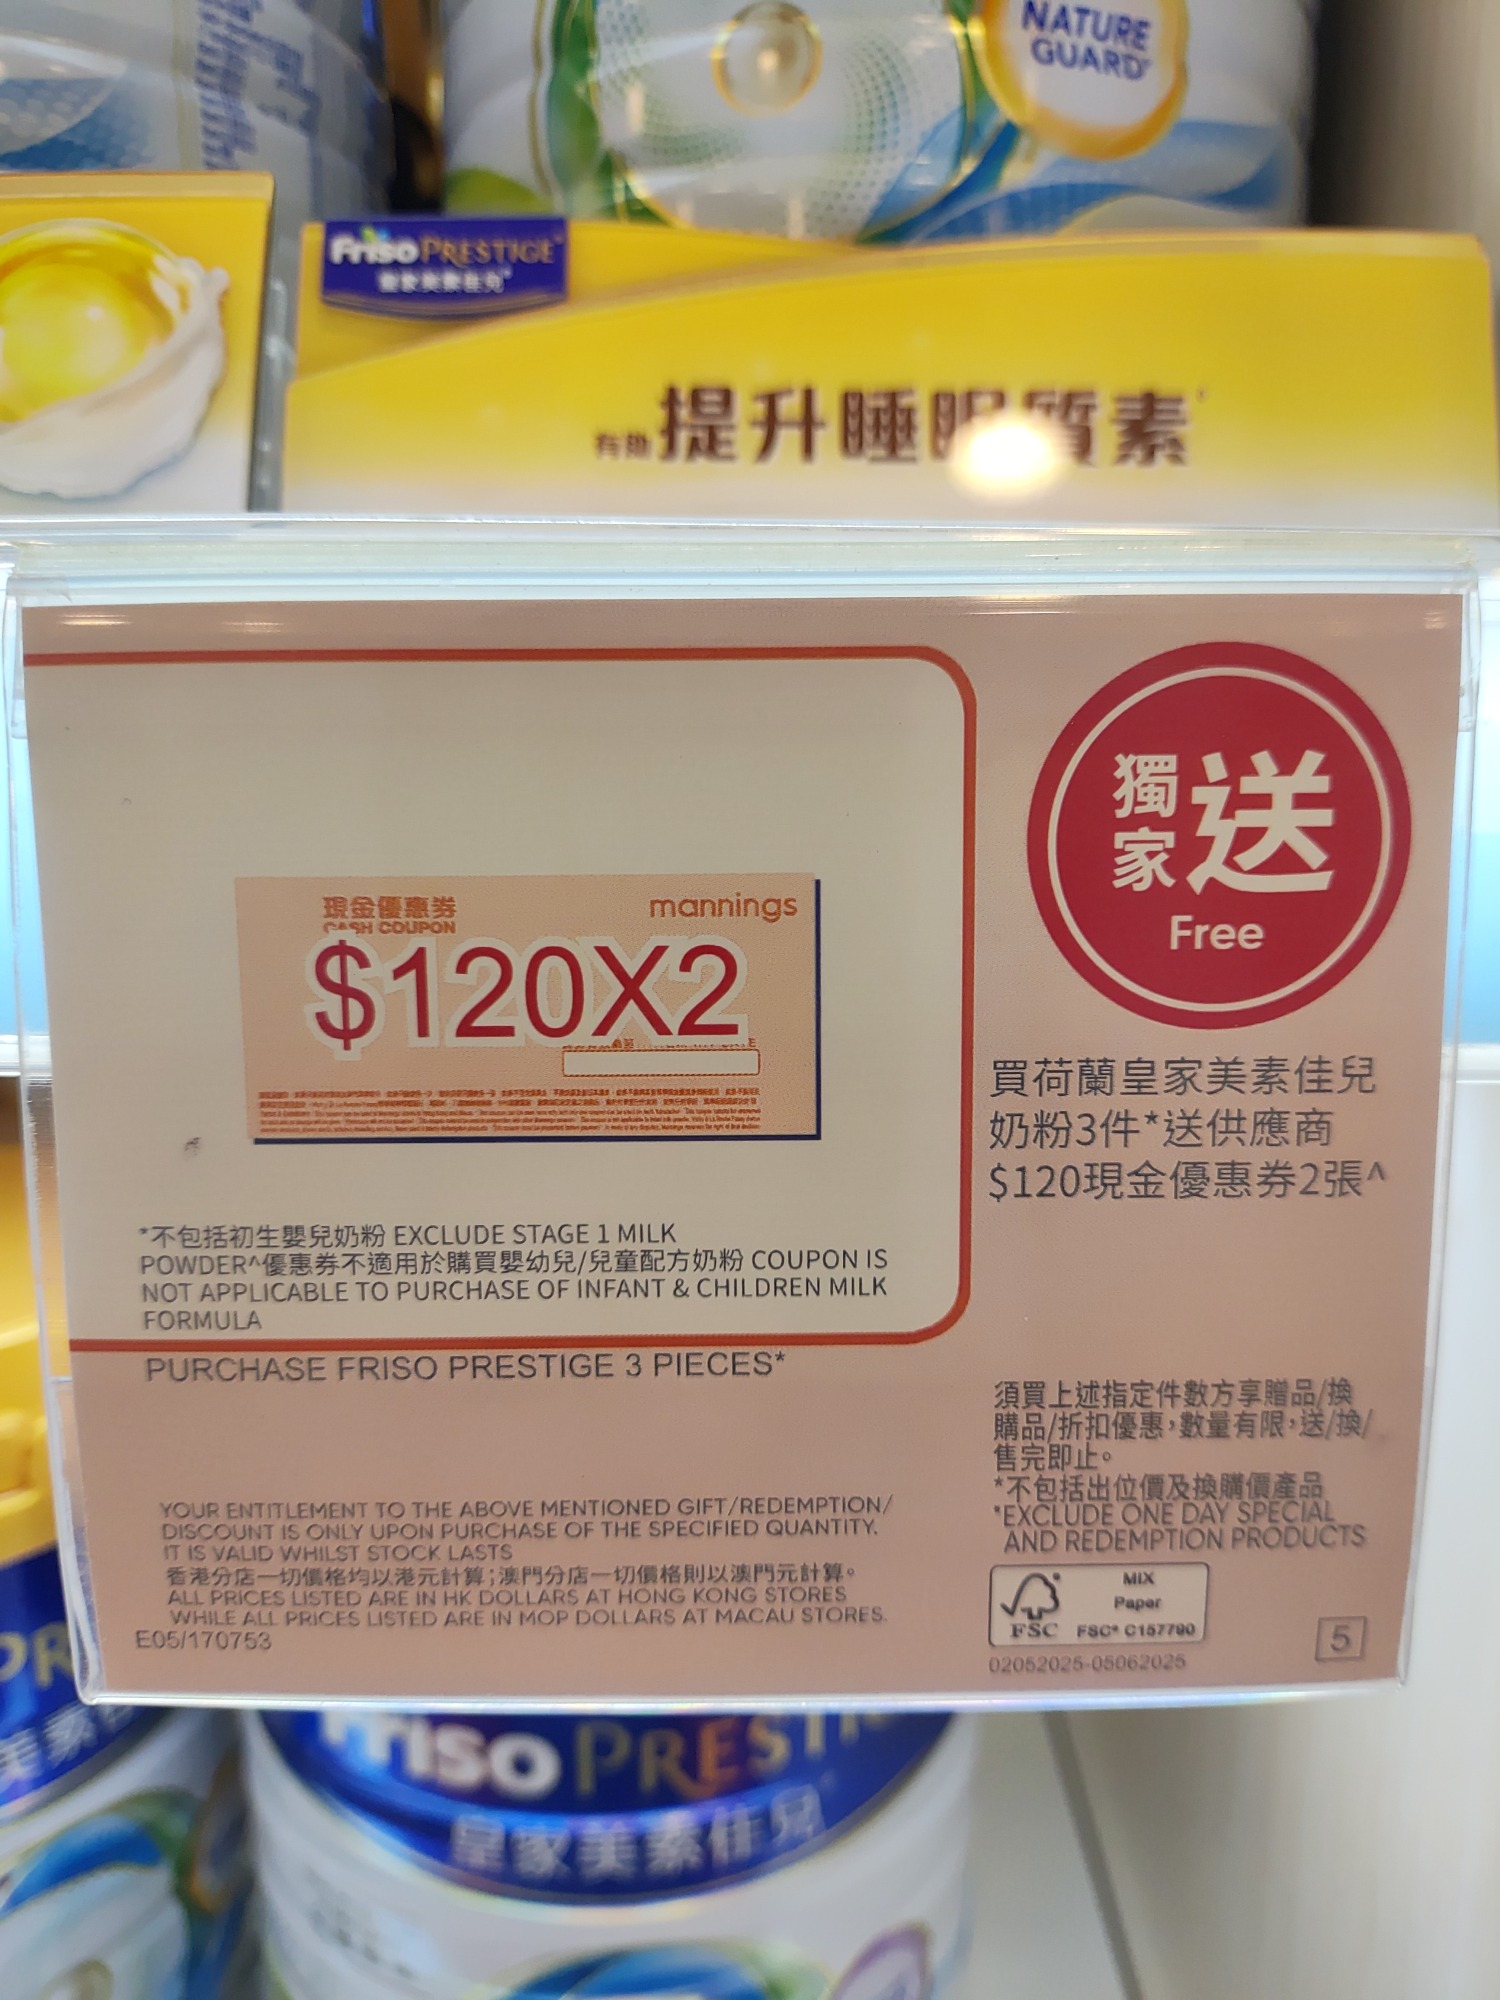 NATURE
GUARD
Friso PRESTIGE
皇家美素佳兒
有助提升睡眠質素
獨家送
Free
現金優惠券
mannings
CASH COUPON
$120X2
買荷蘭皇家美素佳兒
奶粉3件*送供應商
$120現金優惠券2張^
*不包括初生嬰兒奶粉 EXCLUDE STAGE 1 MILK
POWDER^優惠券不適用於購買嬰幼兒/兒童配方奶粉 COUPON IS
NOT APPLICABLE TO PURCHASE OF INFANT & CHILDREN MILK
FORMULA
PURCHASE FRISO PRESTIGE 3 PIECES*
須買上述指定件數方享贈品/換
購品/折扣優惠,數量有限,送/換/
售完即止。
*不包括出位價及換購價產品
*EXCLUDE ONE DAY SPECIAL
AND REDEMPTION PRODUCTS
YOUR ENTITLEMENT TO THE ABOVE MENTIONED GIFT/REDEMPTION/
DISCOUNT IS ONLY UPON PURCHASE OF THE SPECIFIED QUANTITY.
IT IS VALID WHILST STOCK LASTS
香港分店一切價格均以港元計算;澳門分店一切價格則以澳門元計算。
ALL PRICES LISTED ARE IN HK DOLLARS AT HONG KONG STORES
WHILE ALL PRICES LISTED ARE IN MOP DOLLARS AT MACAU STORES.
E05/170753
MIX
Paper
FSC
FSC® C157790
02052025-05062025
5
Friso PRESTI
皇家美素佳兒